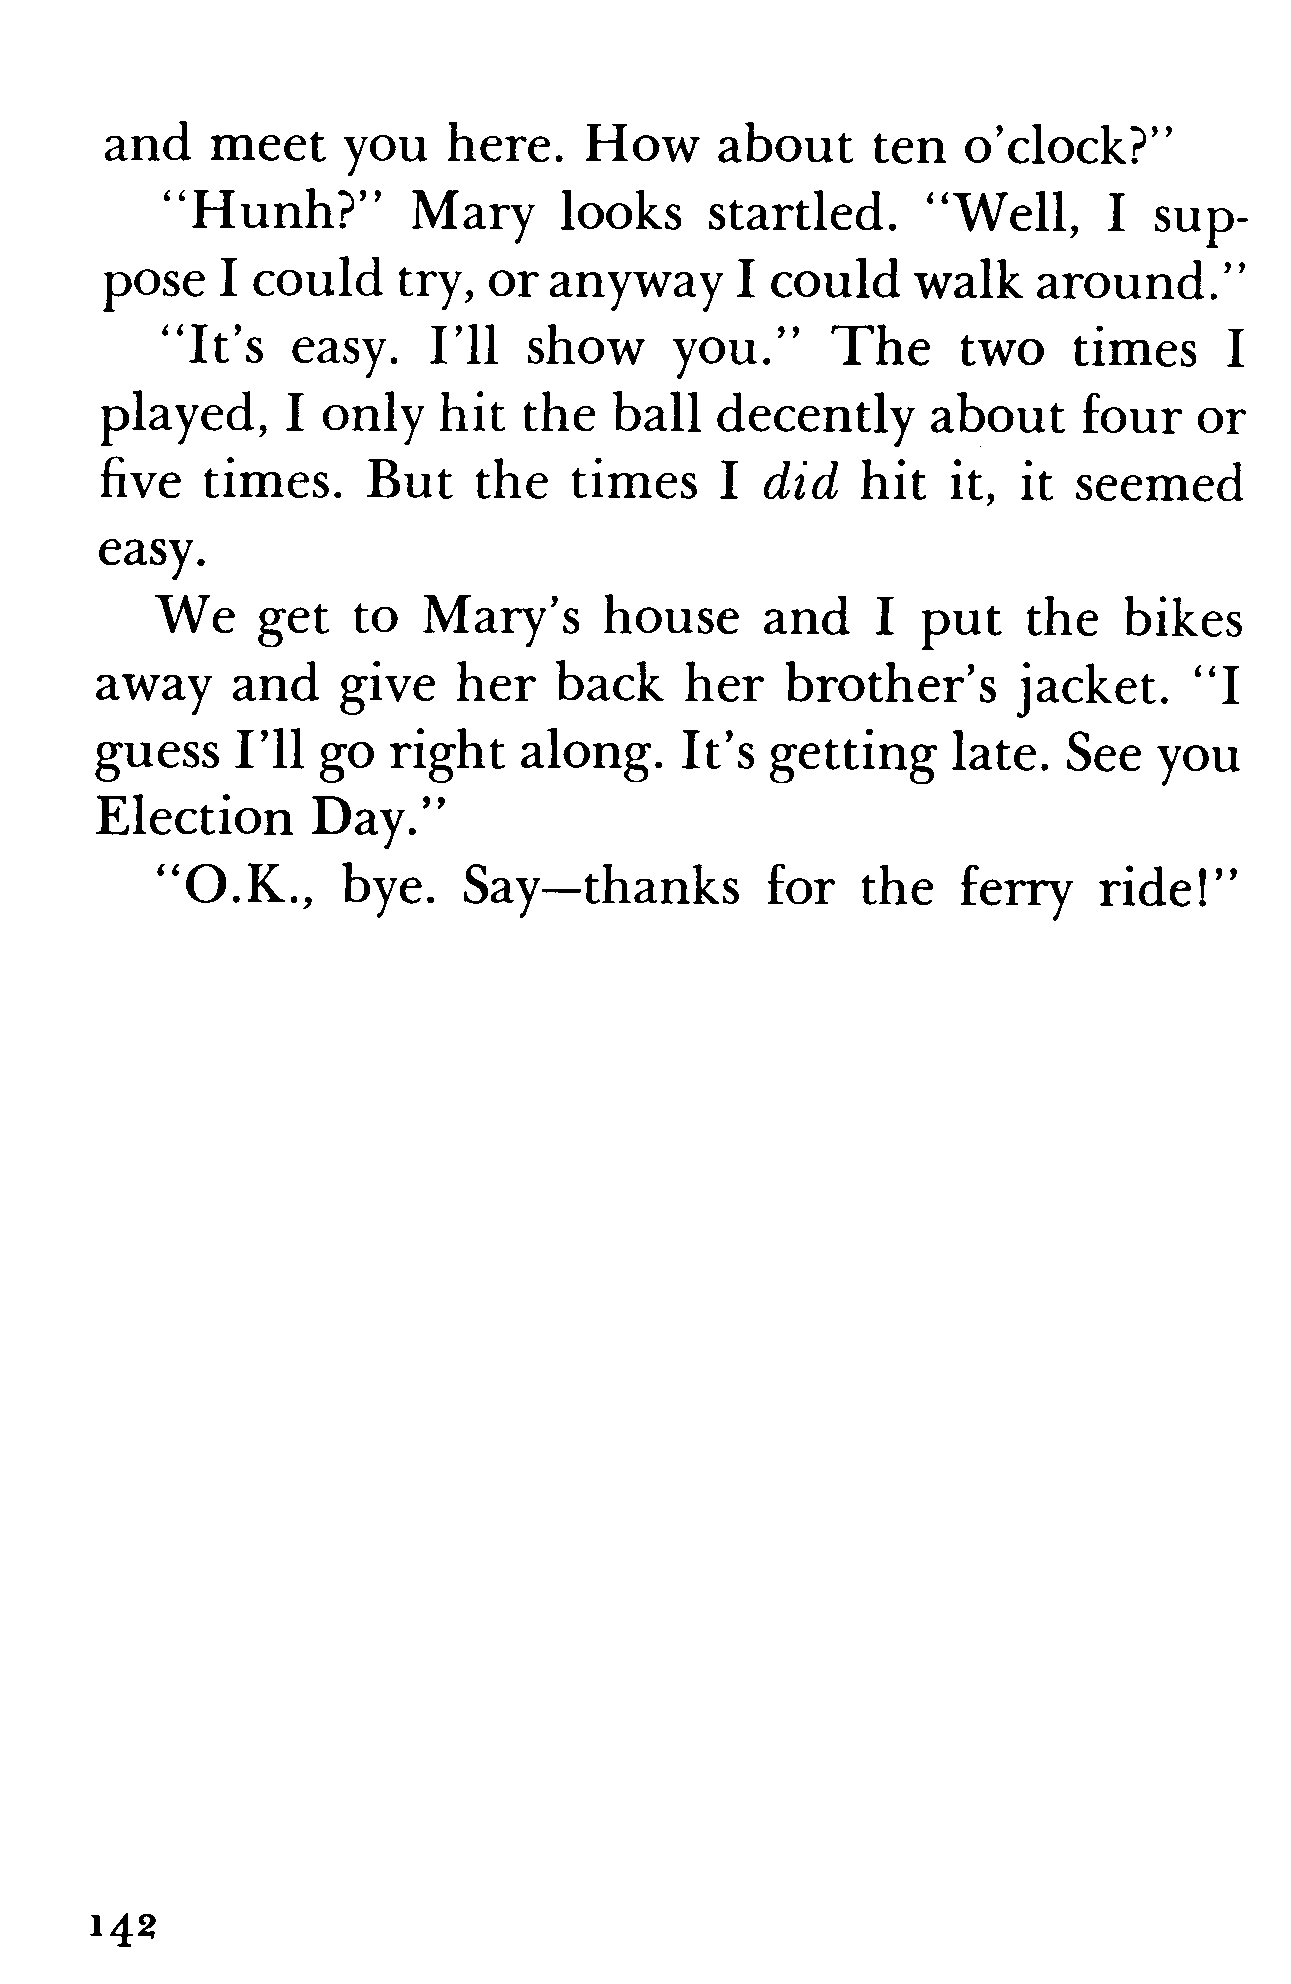 and meet you here. How about ten o'clock?"
"Hunh?" Mary looks startled. "Well, I sup-
pose I could try, or anyway I could walk around."
"It's easy. I'll show you." The two times I
played, I only hit the ball decently about four or
five times. But the times I did hit it, it seemed
easy.
We get to Mary's house and I put the bikes
away and give her back her brother's jacket. "I
guess I'll go right along. It's getting late. See you
Election Day."
"O.K., bye. Say—thanks for the ferry ride!"
142